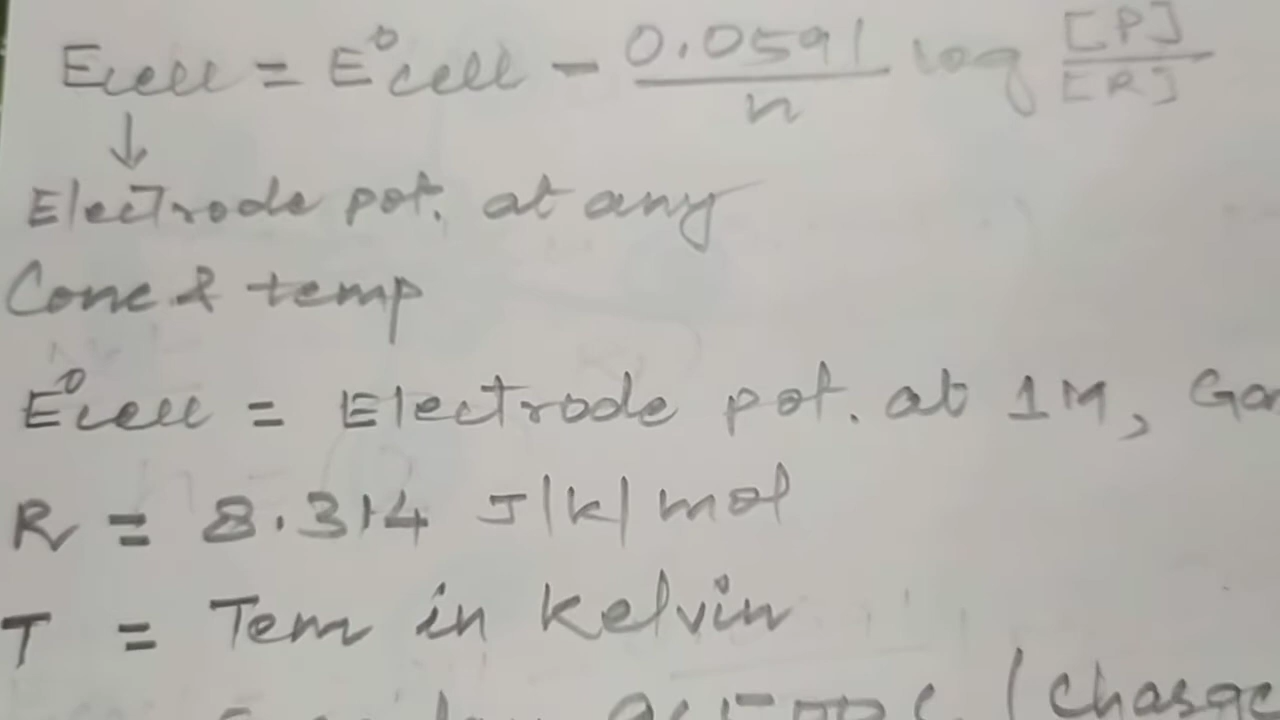 Ecell = E°cell - 0.0591/n log [P]/[R]
↓
Electrode pot. at any
Conc & temp
E°cell = Electrode pot. at 1M,
R = 8.314 J/K/mol
T = Tem in Kelvin
(Charge